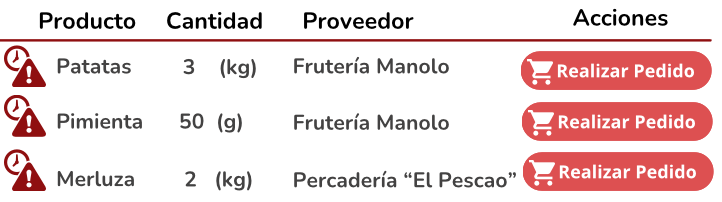 Producto Cantidad Proveedor Acciones
Patatas 3 (kg) Frutería Manolo Realizar Pedido
Pimienta 50 (g) Frutería Manolo Realizar Pedido
Merluza 2 (kg) Percadería “El Pescao” Realizar Pedido